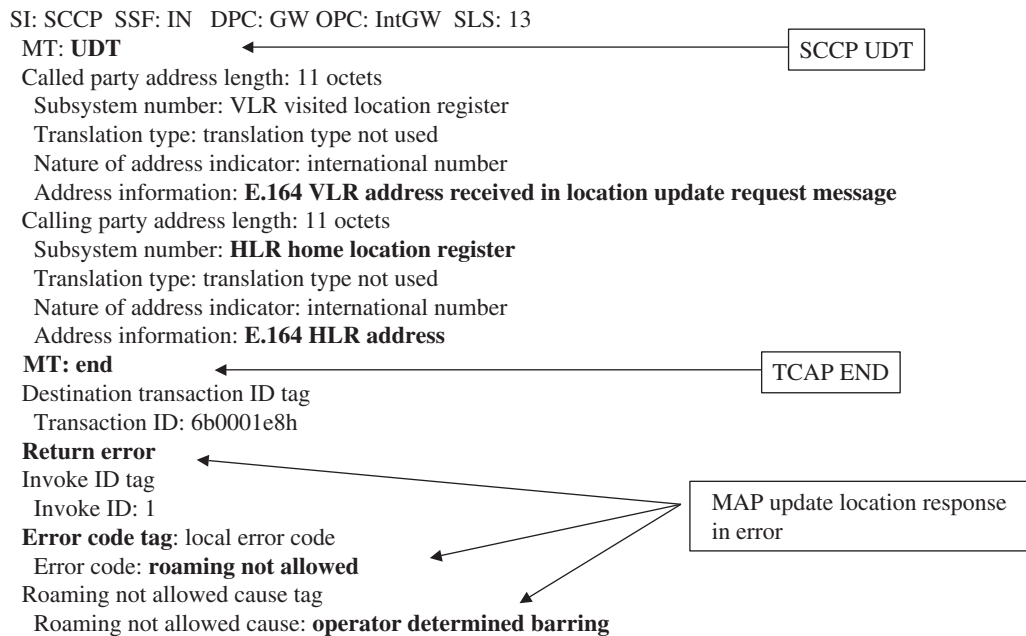 SI: SCCP SSF: IN DPC: GW OPC: IntGW SLS: 13
MT: UDT
SCCP UDT
Called party address length: 11 octets
Subsystem number: VLR visited location register
Translation type: translation type not used
Nature of address indicator: international number
Address information: E.164 VLR address received in location update request message
Calling party address length: 11 octets
Subsystem number: HLR home location register
Translation type: translation type not used
Nature of address indicator: international number
Address information: E.164 HLR address
MT: end
TCAP END
Destination transaction ID tag
Transaction ID: 6b0001e8h
Return error
Invoke ID tag
Invoke ID: 1
MAP update location response
in error
Error code tag: local error code
Error code: roaming not allowed
Roaming not allowed cause tag
Roaming not allowed cause: operator determined barring